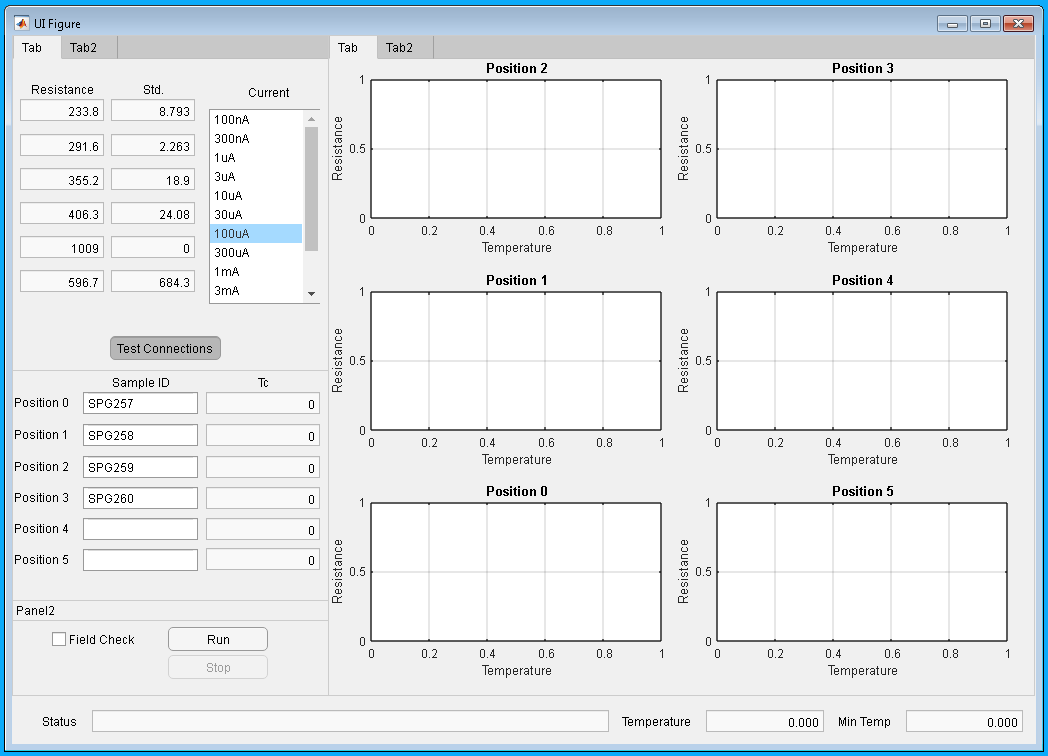 UI Figure
Tab Tab2
Resistance Std. Current
233.8 8.793
291.6 2.263
355.2 18.9
406.3 24.08
1009 0
596.7 684.3
100nA
300nA
1uA
3uA
10uA
30uA
100uA
300uA
1mA
3mA
Test Connections
Sample ID Tc
Position 0 SPG257 0
Position 1 SPG258 0
Position 2 SPG259 0
Position 3 SPG260 0
Position 4 0
Position 5 0
Panel2
Field Check Run
Stop
Tab Tab2
Position 2
Resistance
1
0.5
0
0 0.2 0.4 0.6 0.8 1
Temperature
Position 3
Resistance
1
0.5
0
0 0.2 0.4 0.6 0.8 1
Temperature
Position 1
Resistance
1
0.5
0
0 0.2 0.4 0.6 0.8 1
Temperature
Position 4
Resistance
1
0.5
0
0 0.2 0.4 0.6 0.8 1
Temperature
Position 0
Resistance
1
0.5
0
0 0.2 0.4 0.6 0.8 1
Temperature
Position 5
Resistance
1
0.5
0
0 0.2 0.4 0.6 0.8 1
Temperature
Status Temperature 0.000 Min Temp 0.000